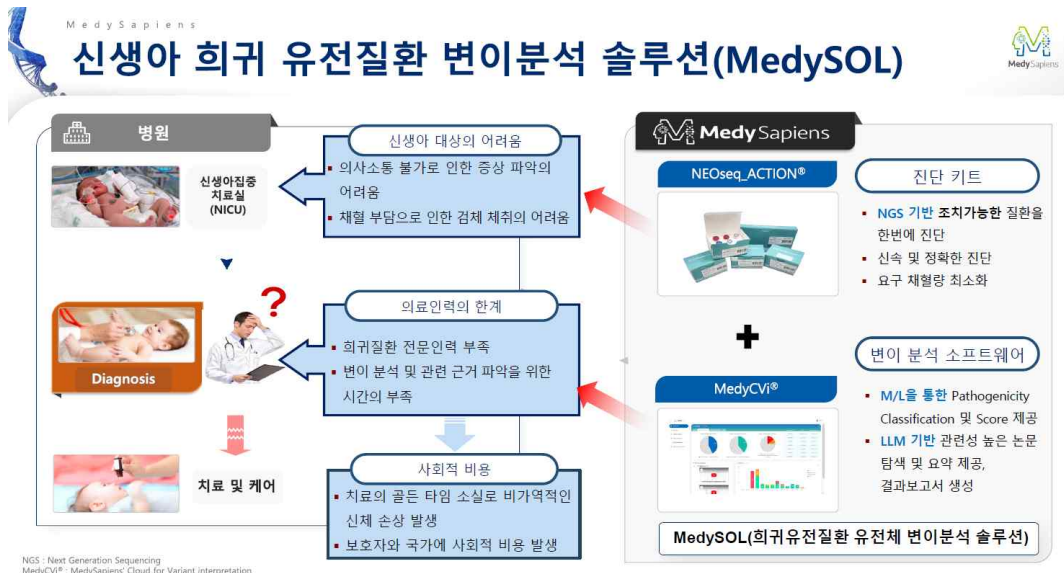 MedySapiens
신생아 희귀 유전질환 변이분석 솔루션(MedySOL)
MedySapiens
병원
신생아집중
치료실
(NICU)
Diagnosis
?
치료 및 케어
신생아 대상의 어려움
▪ 의사소통 불가로 인한 증상 파악의
어려움
▪ 채혈 부담으로 인한 검체 채취의 어려움
의료인력의 한계
▪ 희귀질환 전문인력 부족
▪ 변이 분석 및 관련 근거 파악을 위한
시간의 부족
사회적 비용
▪ 치료의 골든 타임 소실로 비가역적인
신체 손상 발생
▪ 보호자와 국가에 사회적 비용 발생
MedySapiens
NEOseq_ACTION®
진단 키트
▪ NGS 기반 조치가능한 질환을
한번에 진단
▪ 신속 및 정확한 진단
▪ 요구 채혈량 최소화
+
MedyCVi®
변이 분석 소프트웨어
▪ M/L을 통한 Pathogenicity
Classification 및 Score 제공
▪ LLM 기반 관련성 높은 논문
탐색 및 요약 제공,
결과보고서 생성
MedySOL(희귀유전질환 유전체 변이분석 솔루션)
NGS : Next Generation Sequencing
MedyCVi® : MedySapiens' Cloud for Variant interpretation